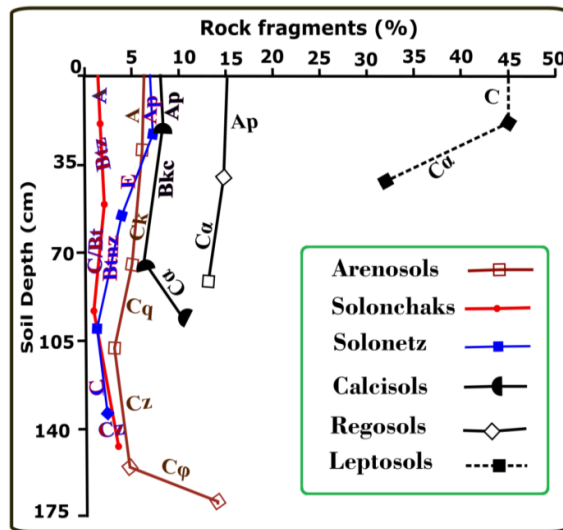 Rock fragments (%)
0 5 10 15 20 25 30 35 40 45 50
Soil Depth (cm)
35
70
105
140
175
A
Btz
C/Bt
Cz
Ap
E
Btnz
C
A
Ck
Cq
Cz
Cφ
Ap
Bkc
Cα
Ap
Cα
C
Cα
Arenosols
Solonchaks
Solonetz
Calcisols
Regosols
Leptosols